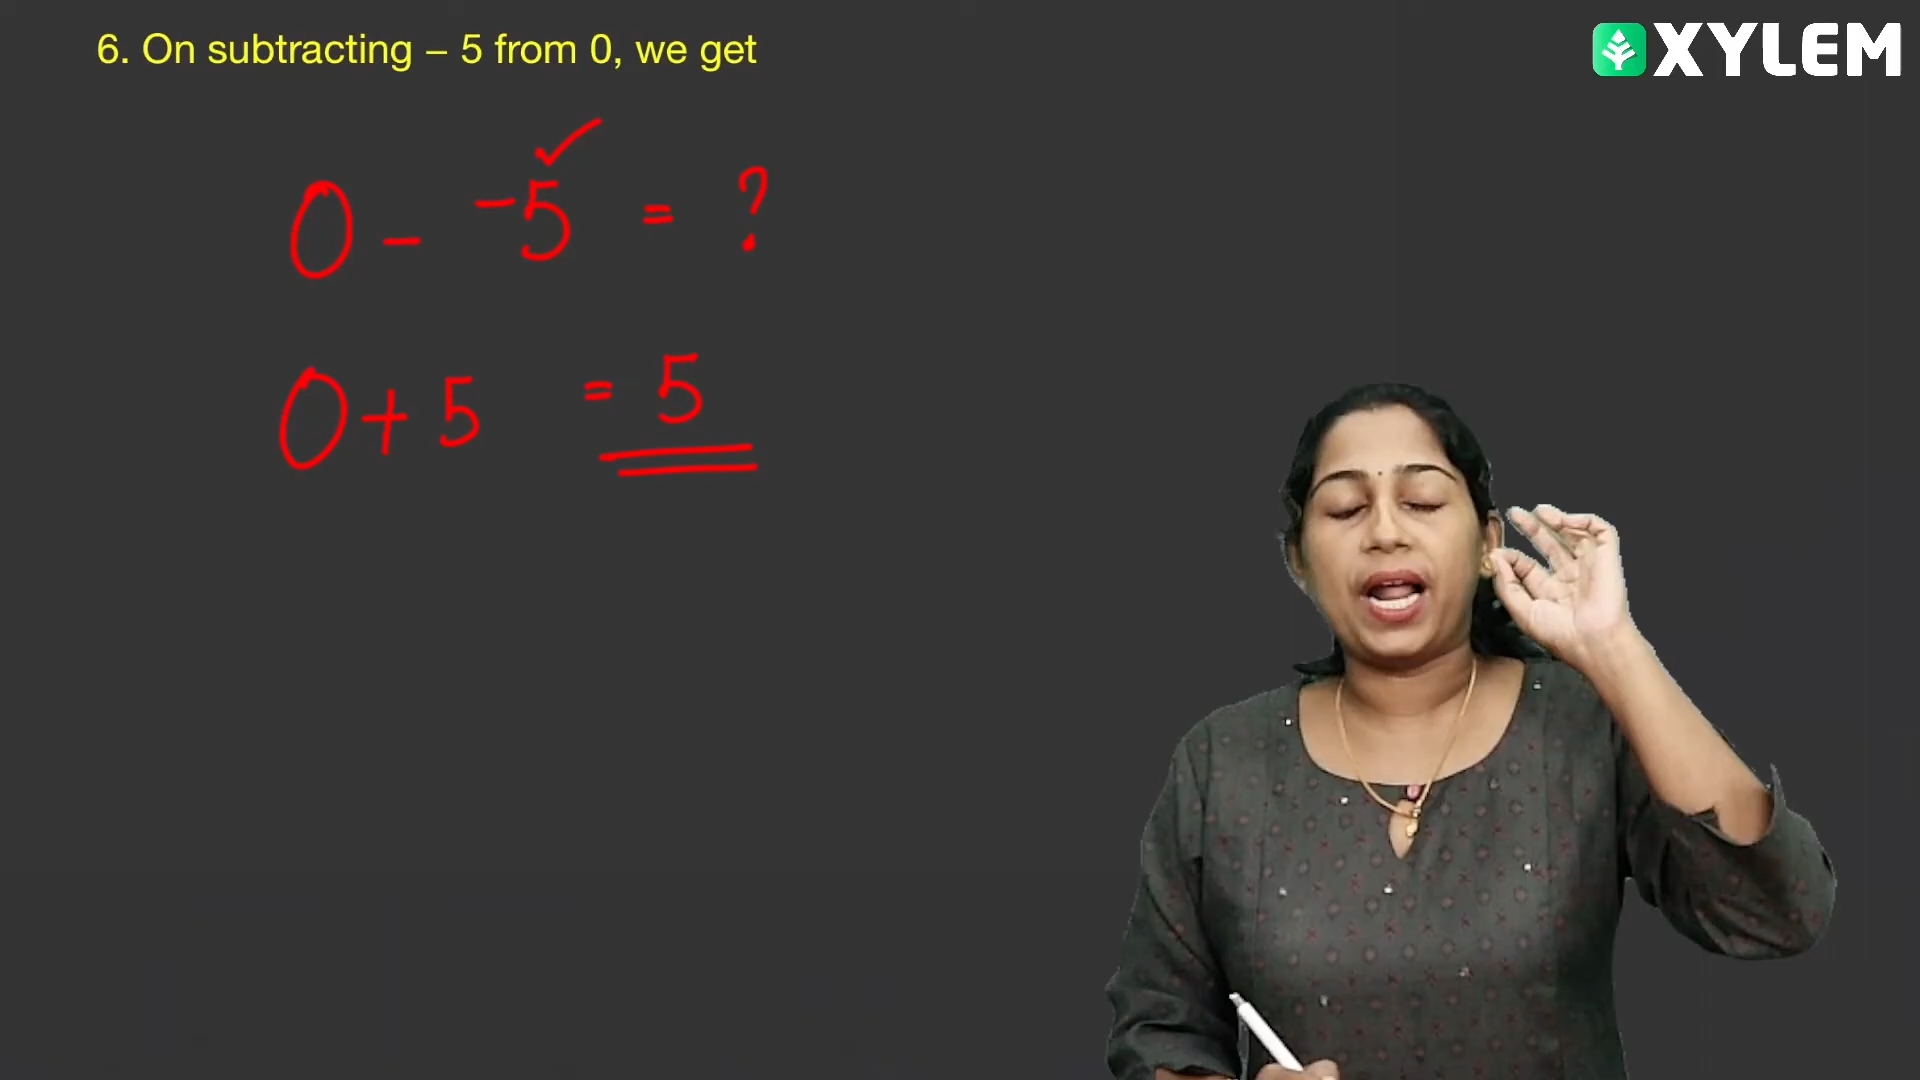 6. On subtracting – 5 from 0, we get
XYLEM
0 - -5 = ?
0 + 5 = 5